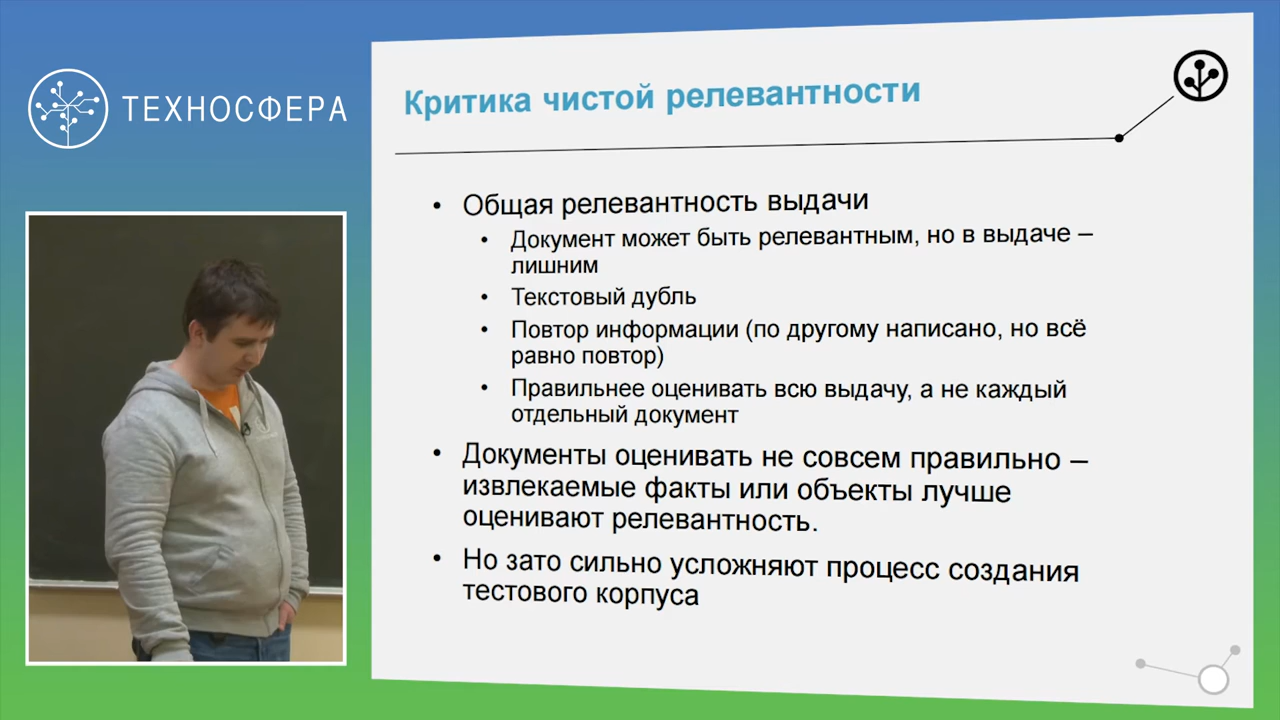 ТЕХНОСФЕРА
Критика чистой релевантности
• Общая релевантность выдачи
• Документ может быть релевантным, но в выдаче –
лишним
• Текстовый дубль
• Повтор информации (по другому написано, но всё
равно повтор)
• Правильнее оценивать всю выдачу, а не каждый
отдельный документ
• Документы оценивать не совсем правильно –
извлекаемые факты или объекты лучше
оценивают релевантность.
• Но зато сильно усложняют процесс создания
тестового корпуса